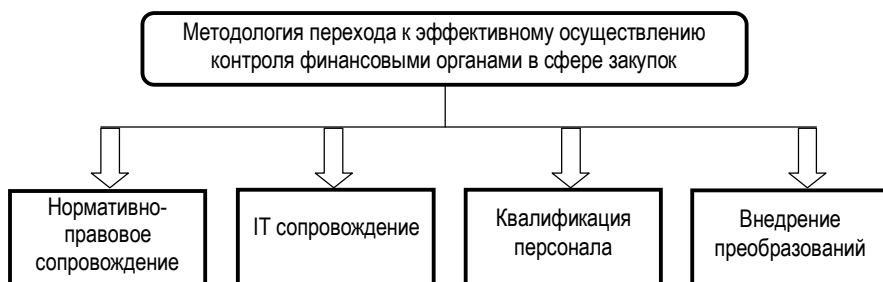 Методология перехода к эффективному осуществлению
контроля финансовыми органами в сфере закупок
Нормативно-
правовое
сопровождение
IT сопровождение
Квалификация
персонала
Внедрение
преобразований